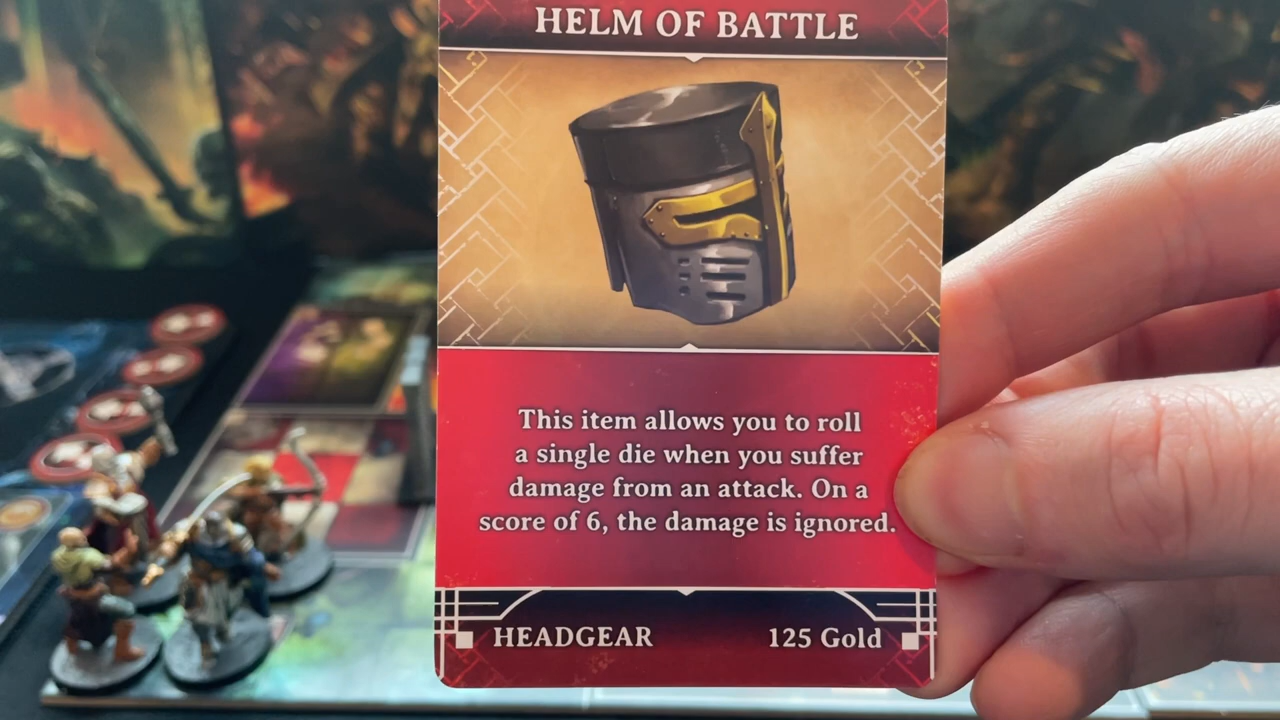 HELM OF BATTLE
This item allows you to roll
a single die when you suffer
damage from an attack. On a
score of 6, the damage is ignored.
HEADGEAR 125 Gold